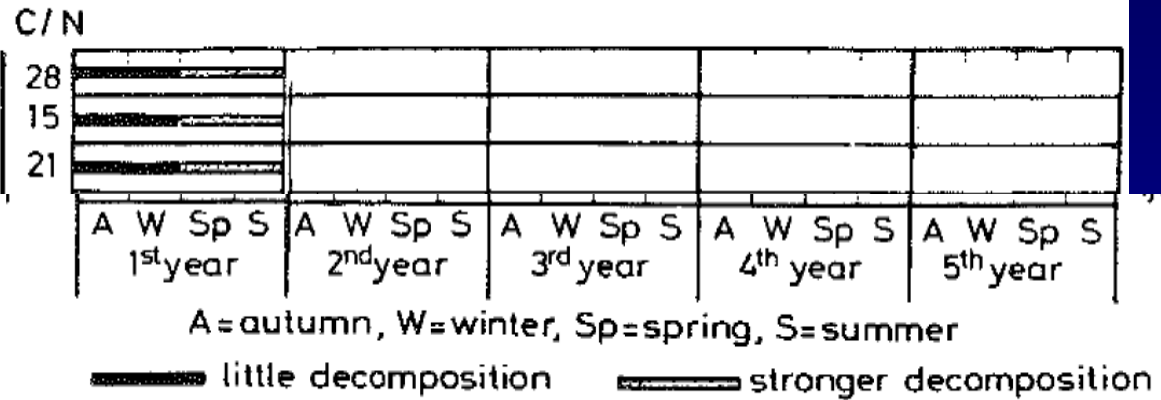 C/N
28
15
21
A W Sp S A W Sp S A W Sp S A W Sp S A W Sp S
1st year 2nd year 3rd year 4th year 5th year
A=autumn, W=winter, Sp=spring, S=summer
little decomposition stronger decomposition